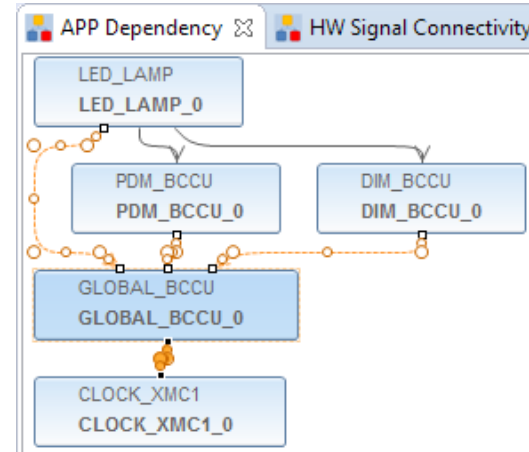 APP Dependency
HW Signal Connectivity
LED_LAMP
LED_LAMP_0
PDM_BCCU
PDM_BCCU_0
DIM_BCCU
DIM_BCCU_0
GLOBAL_BCCU
GLOBAL_BCCU_0
CLOCK_XMC1
CLOCK_XMC1_0